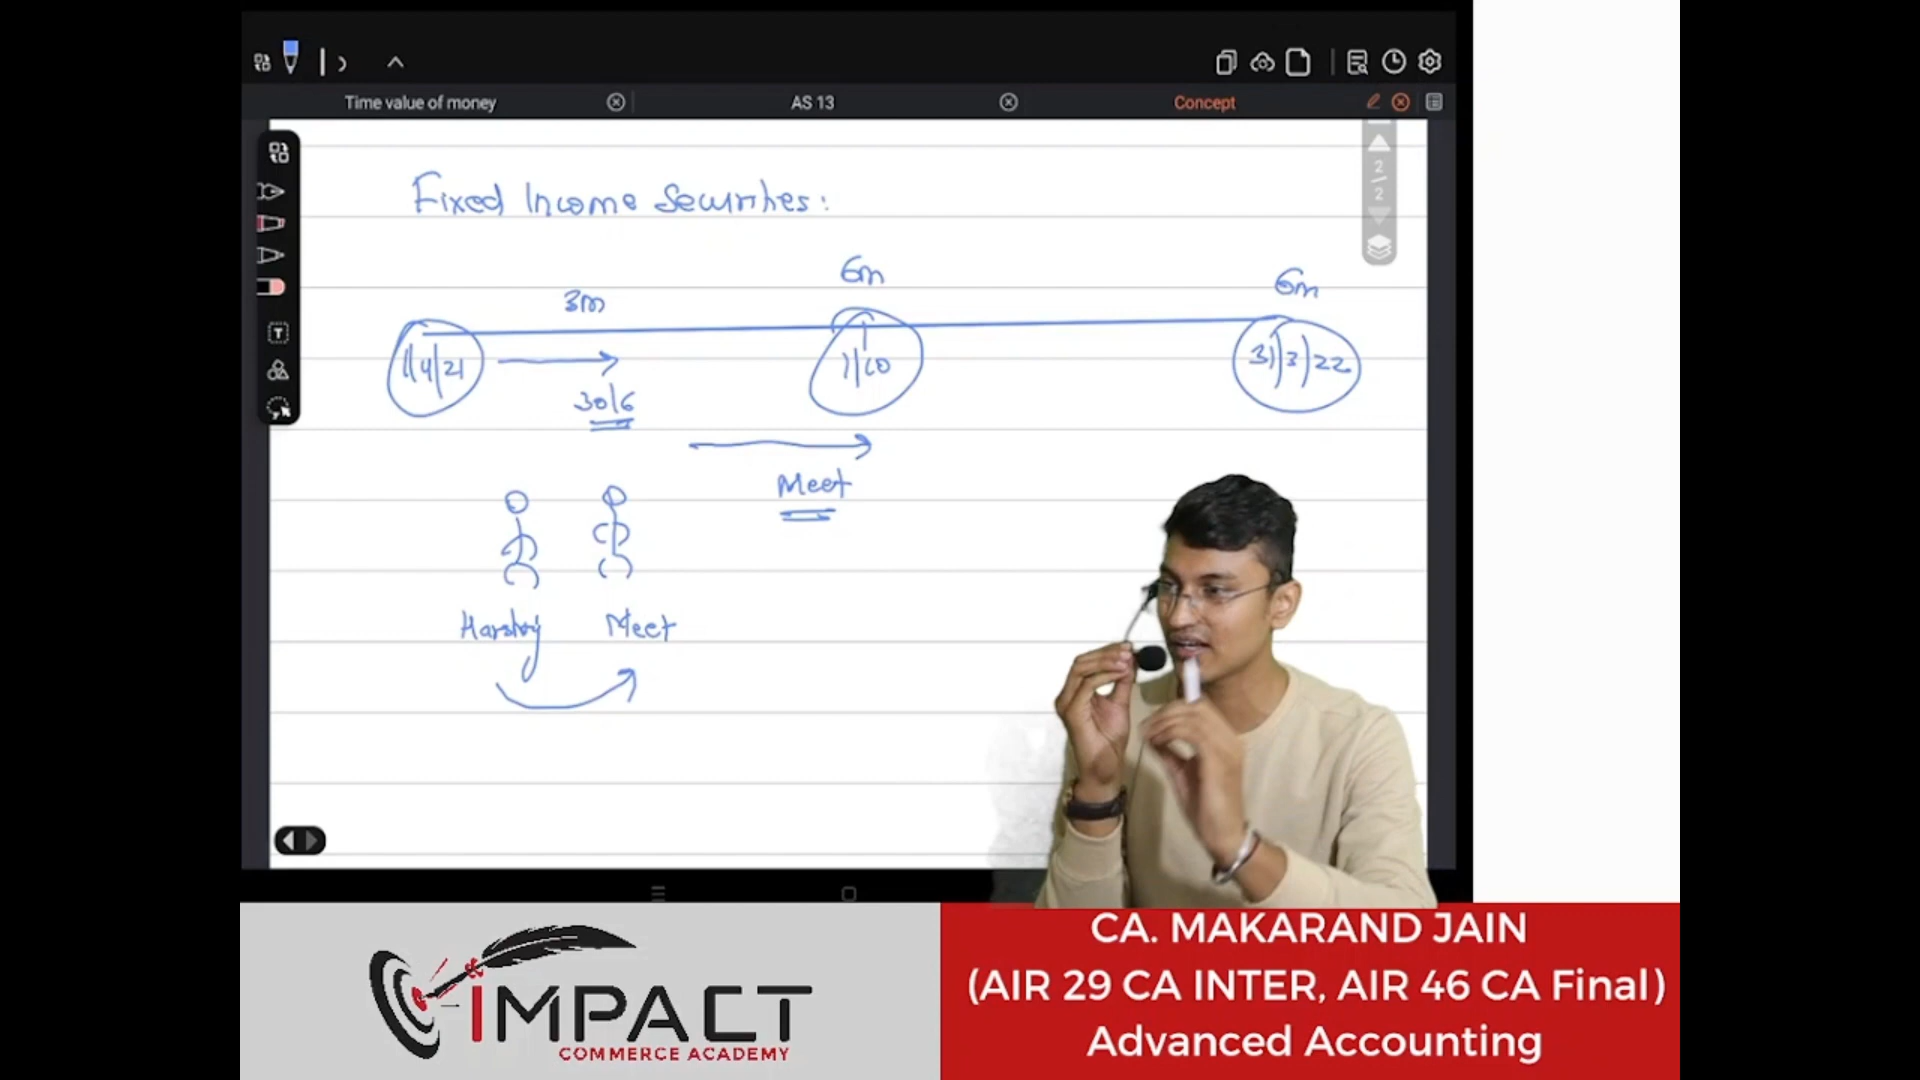 Time value of money
AS 13
Concept
2
2
Fixed Income Securities:
3m
6m
6m
1/4/21
1/10
31/3/22
30/6
Meet
Meet
IMPACT
COMMERCE ACADEMY
CA. MAKARAND JAIN
(AIR 29 CA INTER, AIR 46 CA Final)
Advanced Accounting